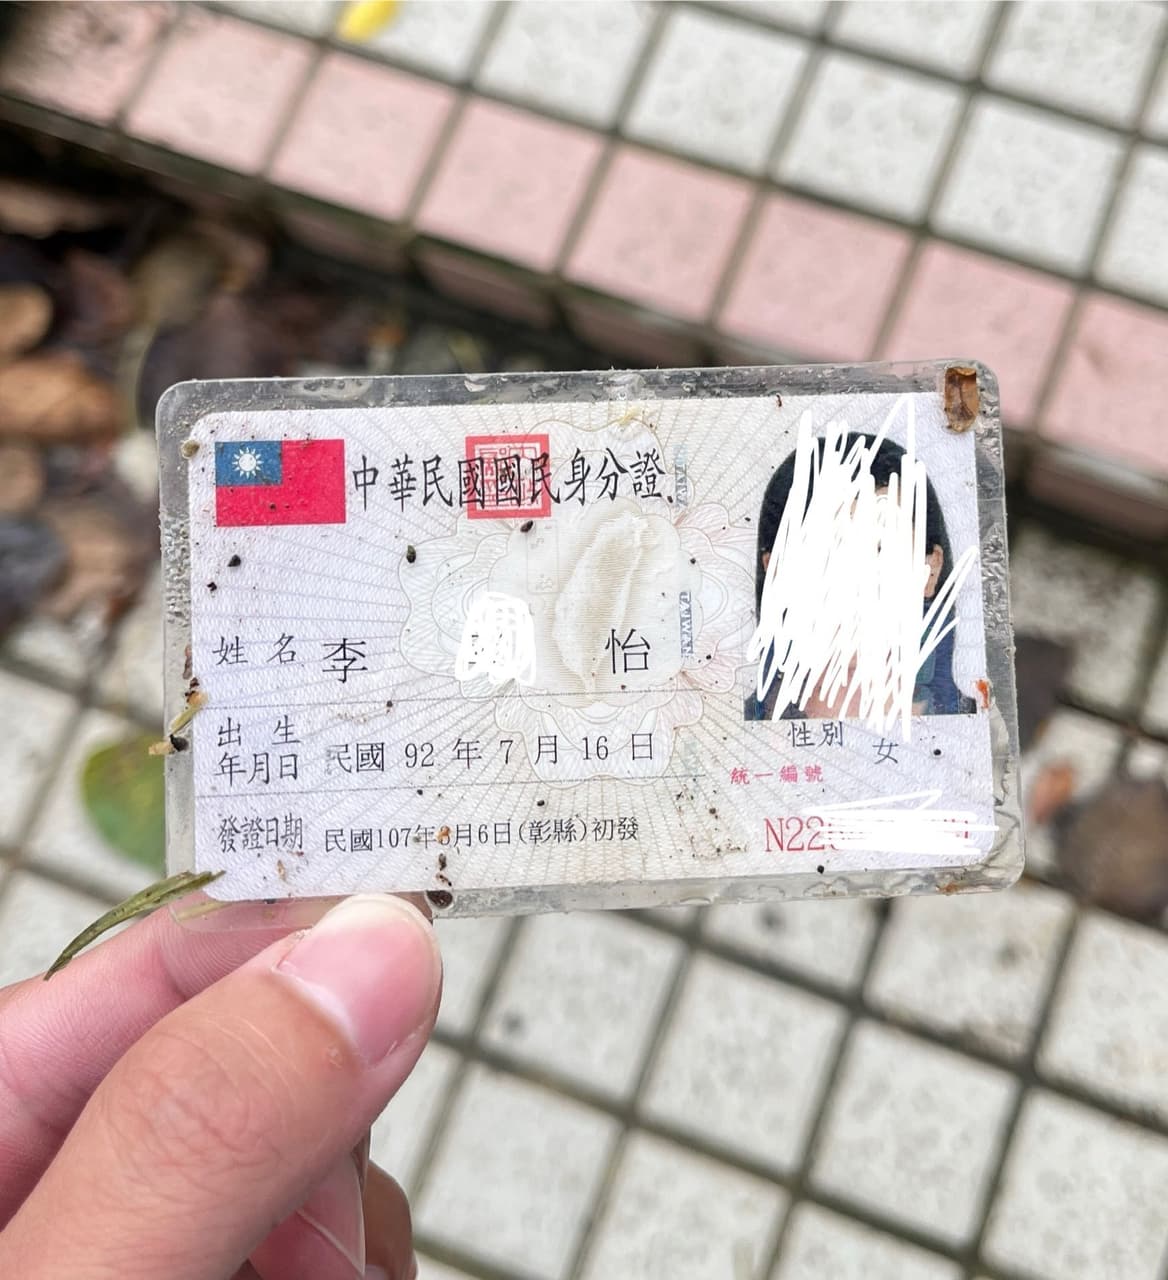 中華民國國民身分證
姓名 李 怡
出生年月日 民國 92 年 7 月 16 日
性別 女
統一編號
發證日期 民國107年3月6日(彰縣)初發
N22
TAIWAN